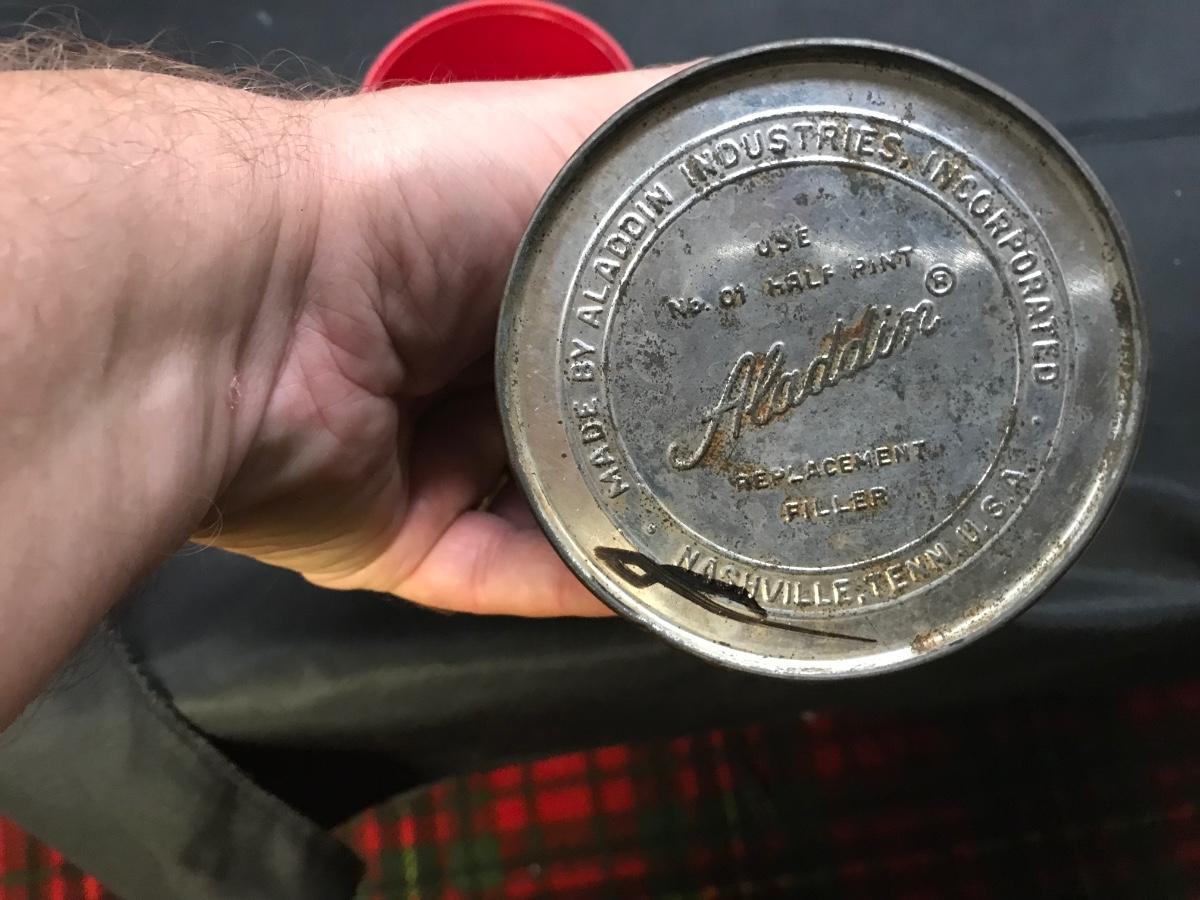 MADE BY ALADDIN INDUSTRIES, INCORPORATED
NASHVILLE, TENN. U.S.A.
USE
No. 01 HALF PINT
Aladdin®
REPLACEMENT
FILLER